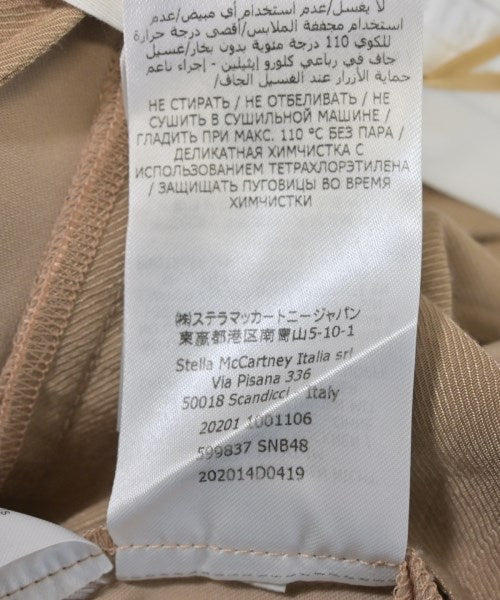 لا يغسل/عدم استخدام أي مبيض/عدم
استخدام مجففة الملابس/أقصى درجة حرارة
للكوي 110 درجة مئوية بدون بخار/غسيل
جاف في رباعي كلورو إيثيلين - إجراء ناعم
حماية الأزرار عند الغسيل الجاف/
НЕ СТИРАТЬ / НЕ ОТБЕЛИВАТЬ / НЕ
СУШИТЬ В СУШИЛЬНОЙ МАШИНЕ /
ГЛАДИТЬ ПРИ МАКС. 110 °C БЕЗ ПАРА /
ДЕЛИКАТНАЯ ХИМЧИСТКА С
ИСПОЛЬЗОВАНИЕМ ТЕТРАХЛОРЭТИЛЕНА
/ ЗАЩИЩАТЬ ПУГОВИЦЫ ВО ВРЕМЯ
ХИМЧИСТКИ
㈱ステラマッカートニージャパン
東京都港区南青山5-10-1
Stella McCartney Italia srl
Via Pisana 336
50018 Scandicci - Italy
20201 1001106
599837 SNB48
202014D0419